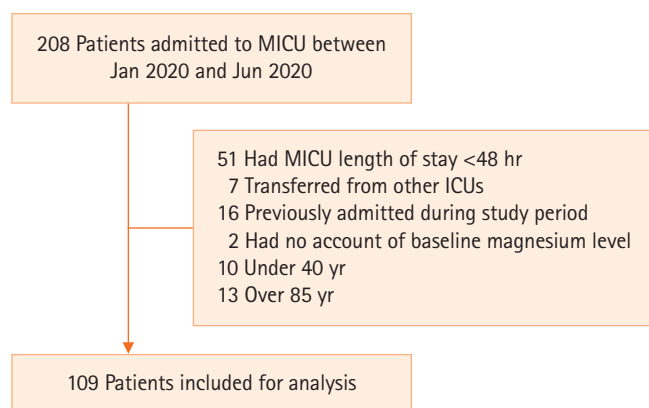 208 Patients admitted to MICU between
Jan 2020 and Jun 2020
51 Had MICU length of stay <48 hr
7 Transferred from other ICUs
16 Previously admitted during study period
2 Had no account of baseline magnesium level
10 Under 40 yr
13 Over 85 yr
109 Patients included for analysis